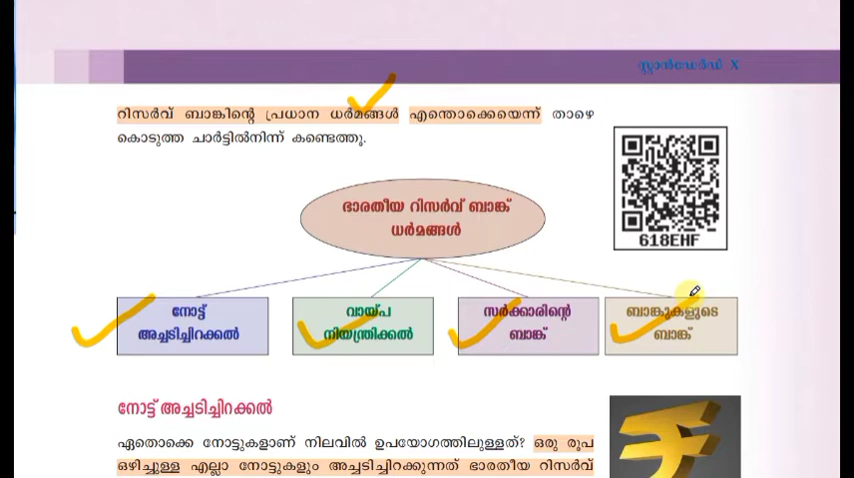 സ്റ്റാൻഡേർഡ് X
റിസർവ് ബാങ്കിന്റെ പ്രധാന ധർമങ്ങൾ എന്തൊക്കെയെന്ന് താഴെ
കൊടുത്ത ചാർട്ടിൽനിന്ന് കണ്ടെത്തൂ.
618EHF
ഭാരതീയ റിസർവ് ബാങ്ക്
ധർമങ്ങൾ
നോട്ട്
അച്ചടിച്ചിറക്കൽ
വായ്പ
നിയന്ത്രിക്കൽ
സർക്കാരിന്റെ
ബാങ്ക്
ബാങ്കുകളുടെ
ബാങ്ക്
നോട്ട് അച്ചടിച്ചിറക്കൽ
ഏതൊക്കെ നോട്ടുകളാണ് നിലവിൽ ഉപയോഗത്തിലുള്ളത്? ഒരു രൂപ
ഒഴിച്ചുള്ള എല്ലാ നോട്ടുകളും അച്ചടിച്ചിറക്കുന്നത് ഭാരതീയ റിസർവ്